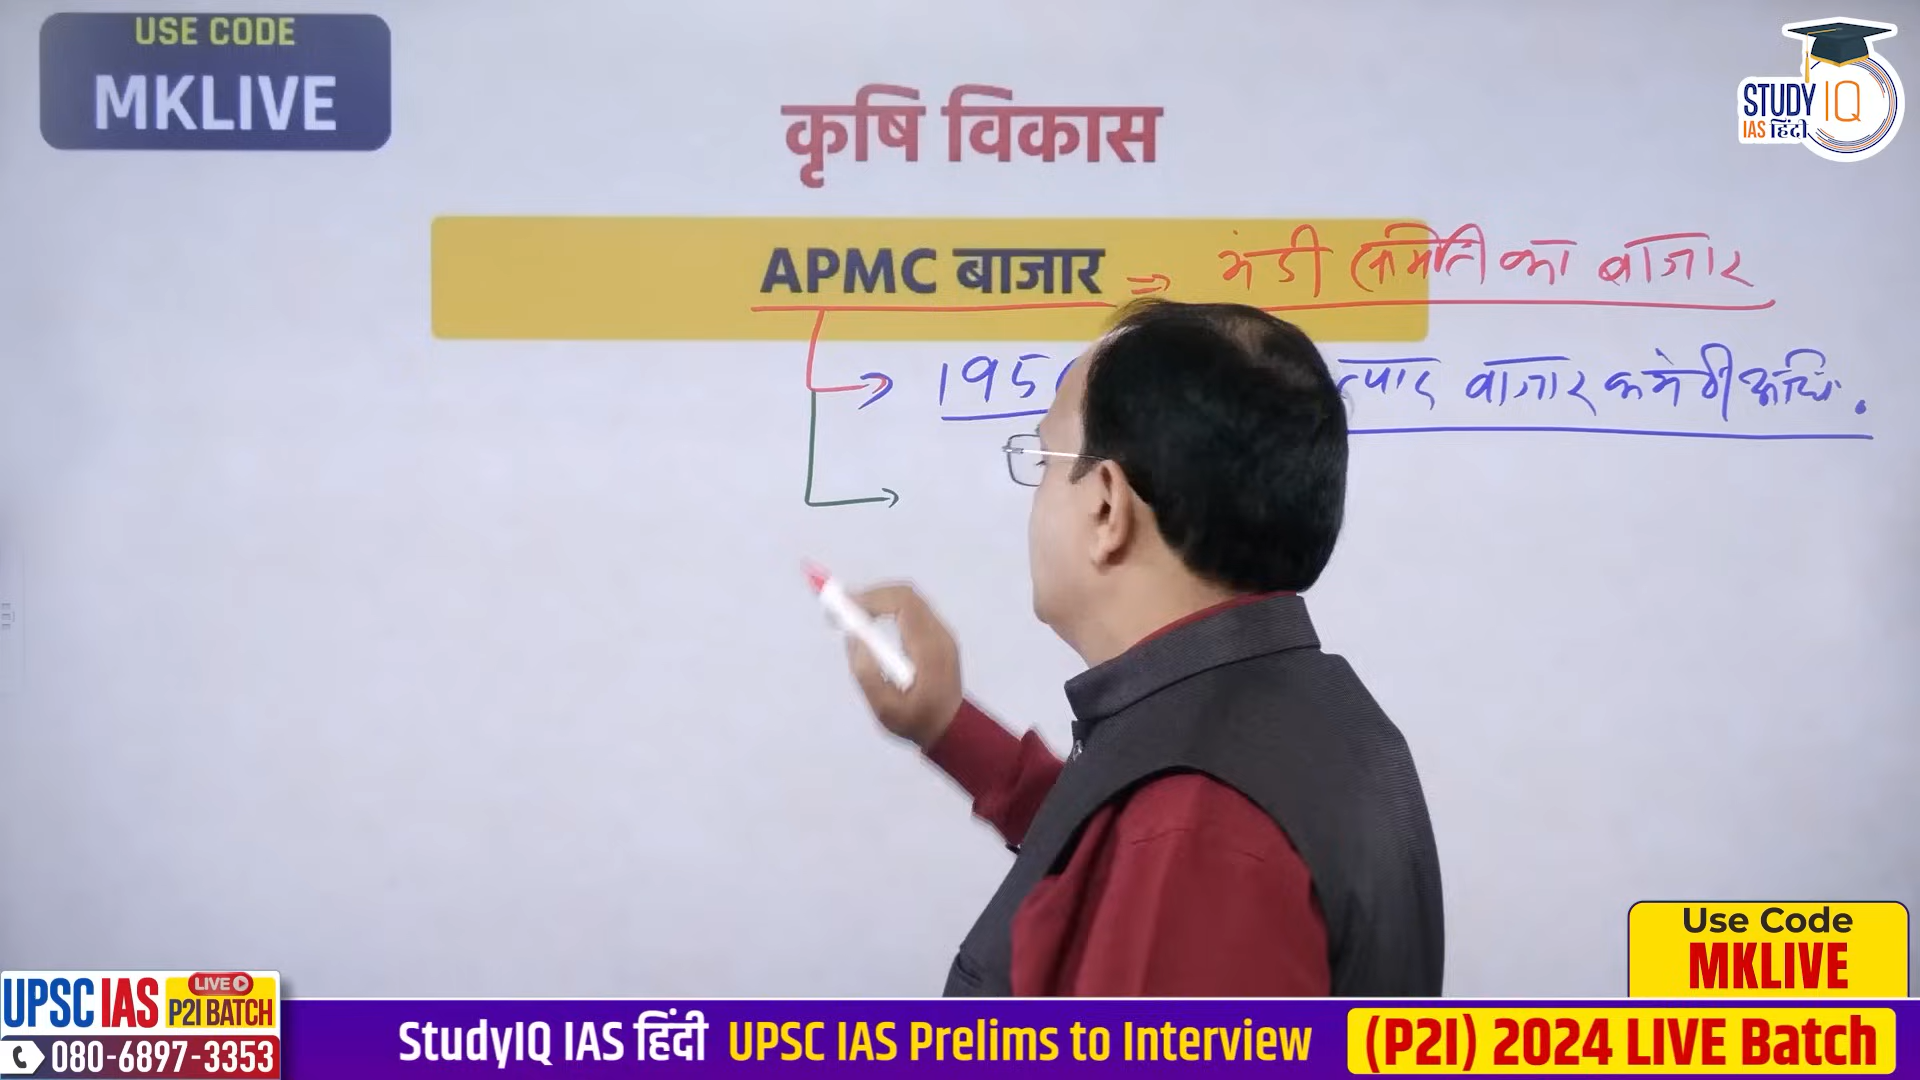 USE CODE
MKLIVE
STUDY IQ
IAS हिंदी
कृषि विकास
APMC बाजार ⇒ मंडी समिति का बाजार
195
बाजार कमेटी अधि.
Use Code
MKLIVE
UPSC IAS
LIVE
P2I BATCH
080-6897-3353
StudyIQ IAS हिंदी UPSC IAS Prelims to Interview
(P2I) 2024 LIVE Batch